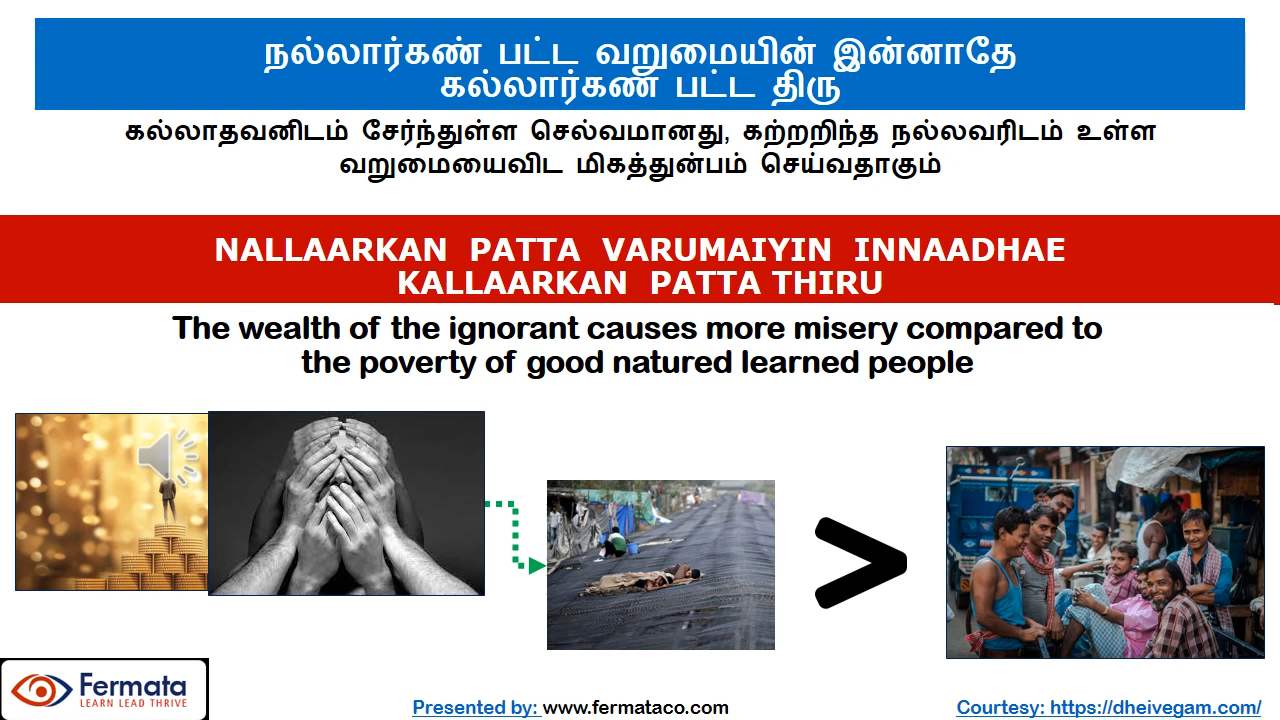 நல்லார்கண் பட்ட வறுமையின் இன்னாதே
கல்லார்கண் பட்ட திரு
கல்லாதவனிடம் சேர்ந்துள்ள செல்வமானது, கற்றறிந்த நல்லவரிடம் உள்ள
வறுமையைவிட மிகத்துன்பம் செய்வதாகும்
NALLAARKAN PATTA VARUMAIYIN INNAADHAE
KALLAARKAN PATTA THIRU
The wealth of the ignorant causes more misery compared to
the poverty of good natured learned people
>
Fermata
LEARN LEAD THRIVE
Presented by: www.fermataco.com
Courtesy: https://dheivegam.com/